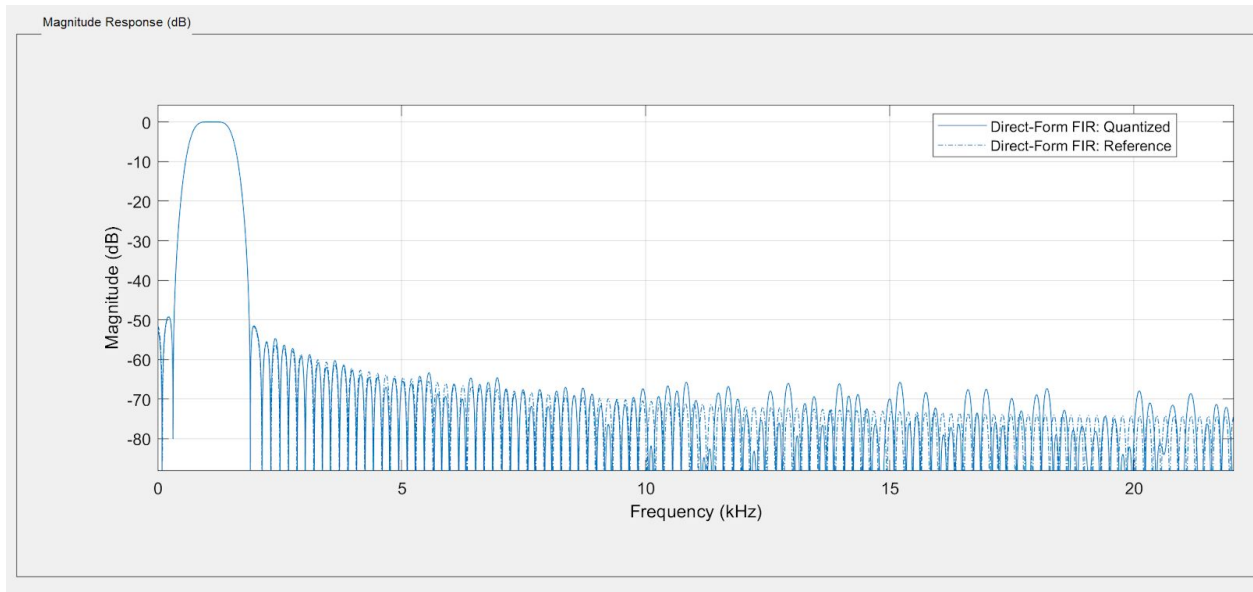 Magnitude Response (dB)
Direct-Form FIR: Quantized
Direct-Form FIR: Reference
Magnitude (dB)
0
-10
-20
-30
-40
-50
-60
-70
-80
0
5
10
15
20
Frequency (kHz)